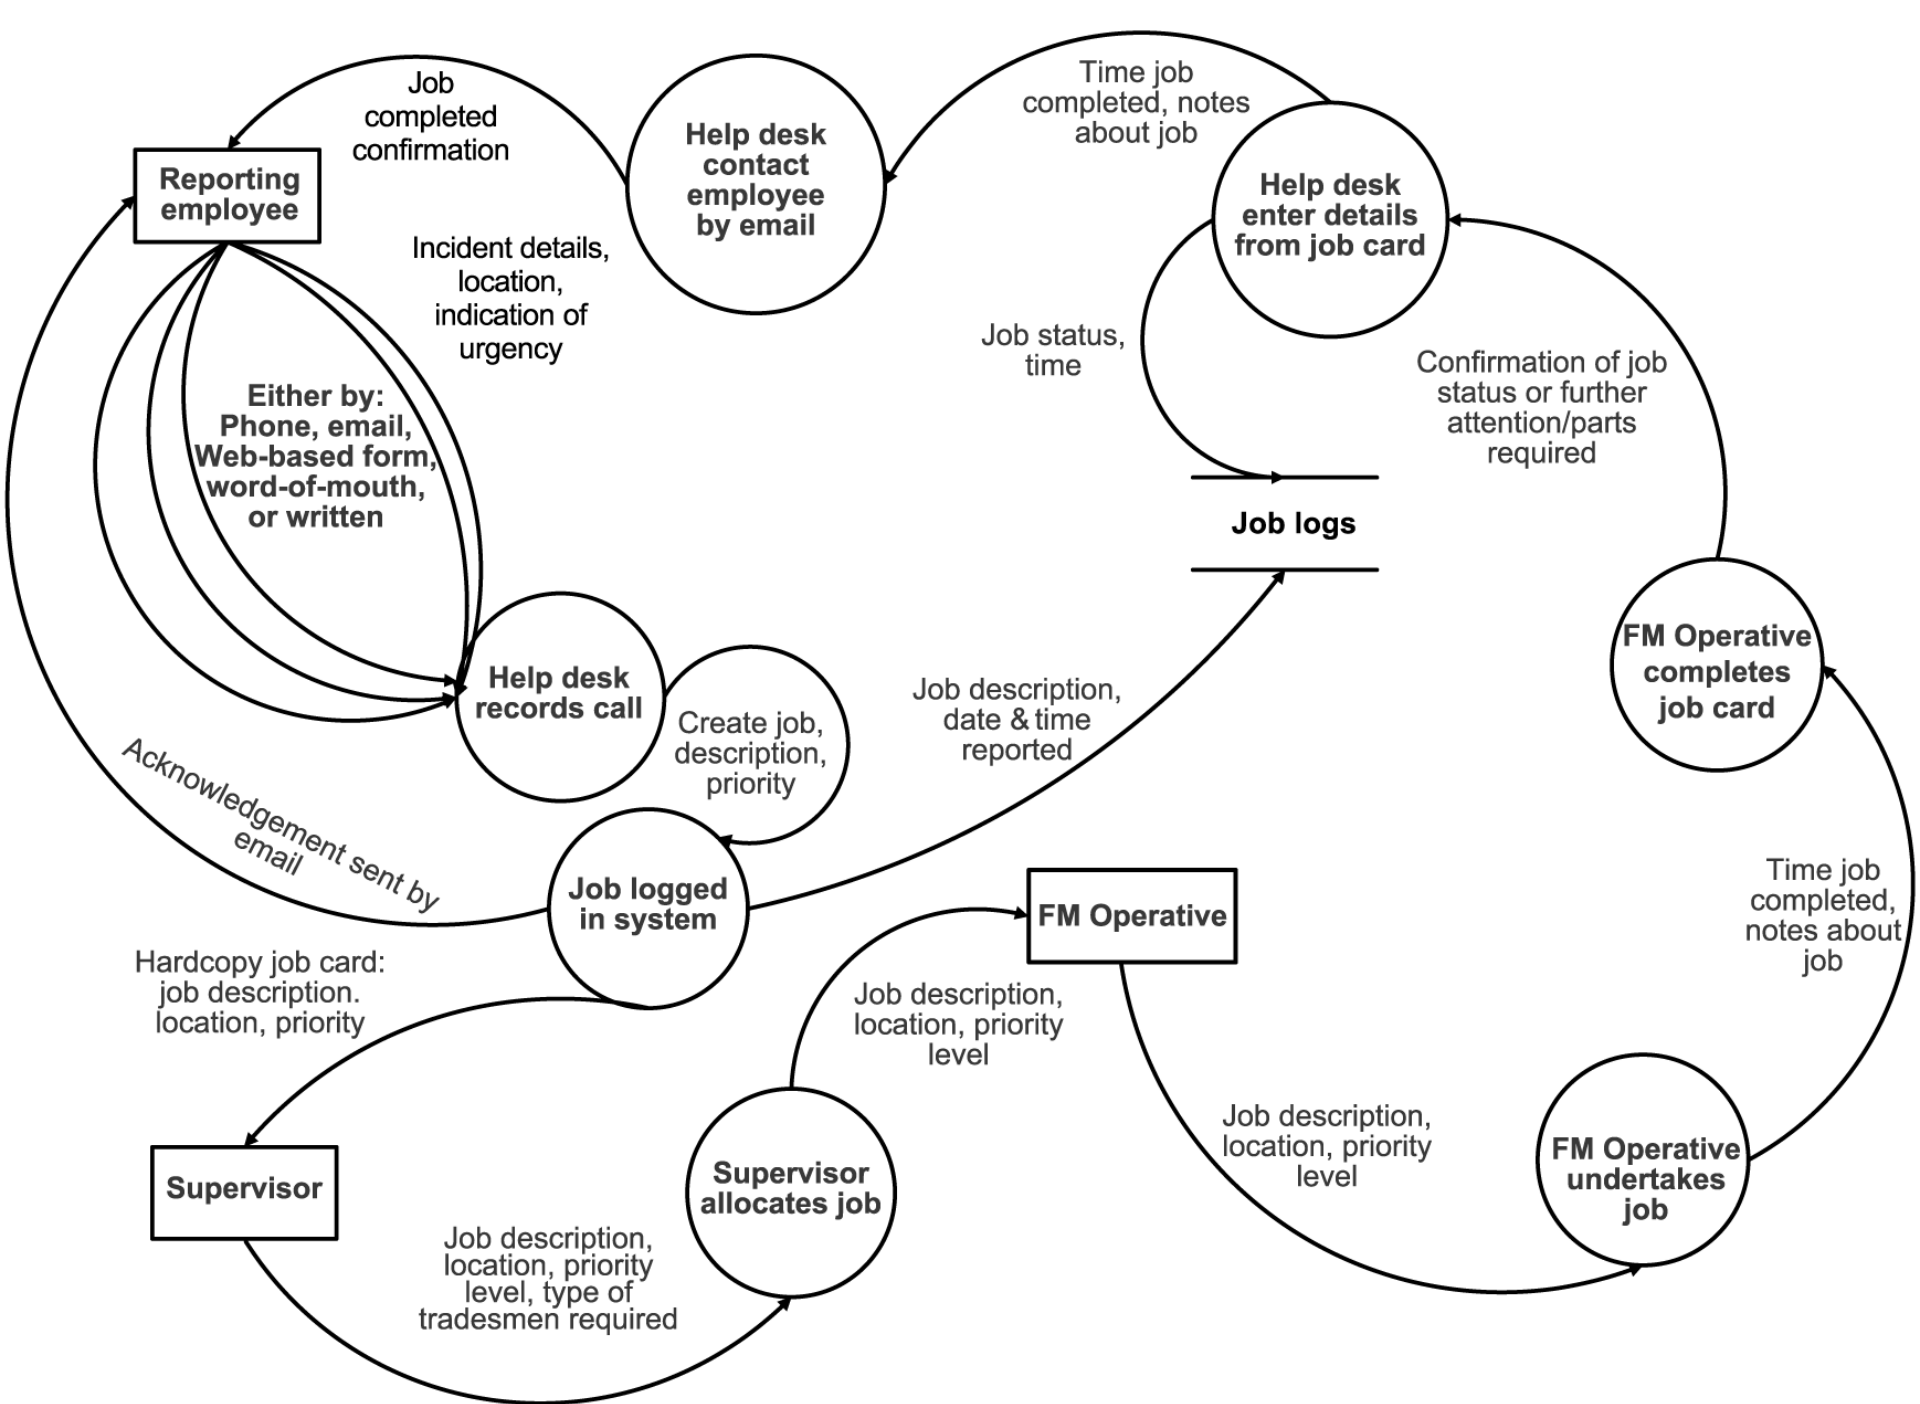 Job
completed
confirmation
Time job
completed, notes
about job
Help desk
contact
employee
by email
Reporting
employee
Help desk
enter details
from job card
Incident details,
location,
indication of
urgency
Job status,
time
Confirmation of job
status or further
attention/parts
required
Either by:
Phone, email,
Web-based form,
word-of-mouth,
or written
Job logs
FM Operative
completes
job card
Help desk
records call
Create job,
description,
priority
Job description,
date & time
reported
Acknowledgement sent by
email
Job logged
in system
FM Operative
Time job
completed,
notes about
job
Hardcopy job card:
job description.
location, priority
Job description,
location, priority
level
Job description,
location, priority
level
FM Operative
undertakes
job
Supervisor
Supervisor
allocates job
Job description,
location, priority
level, type of
tradesmen required